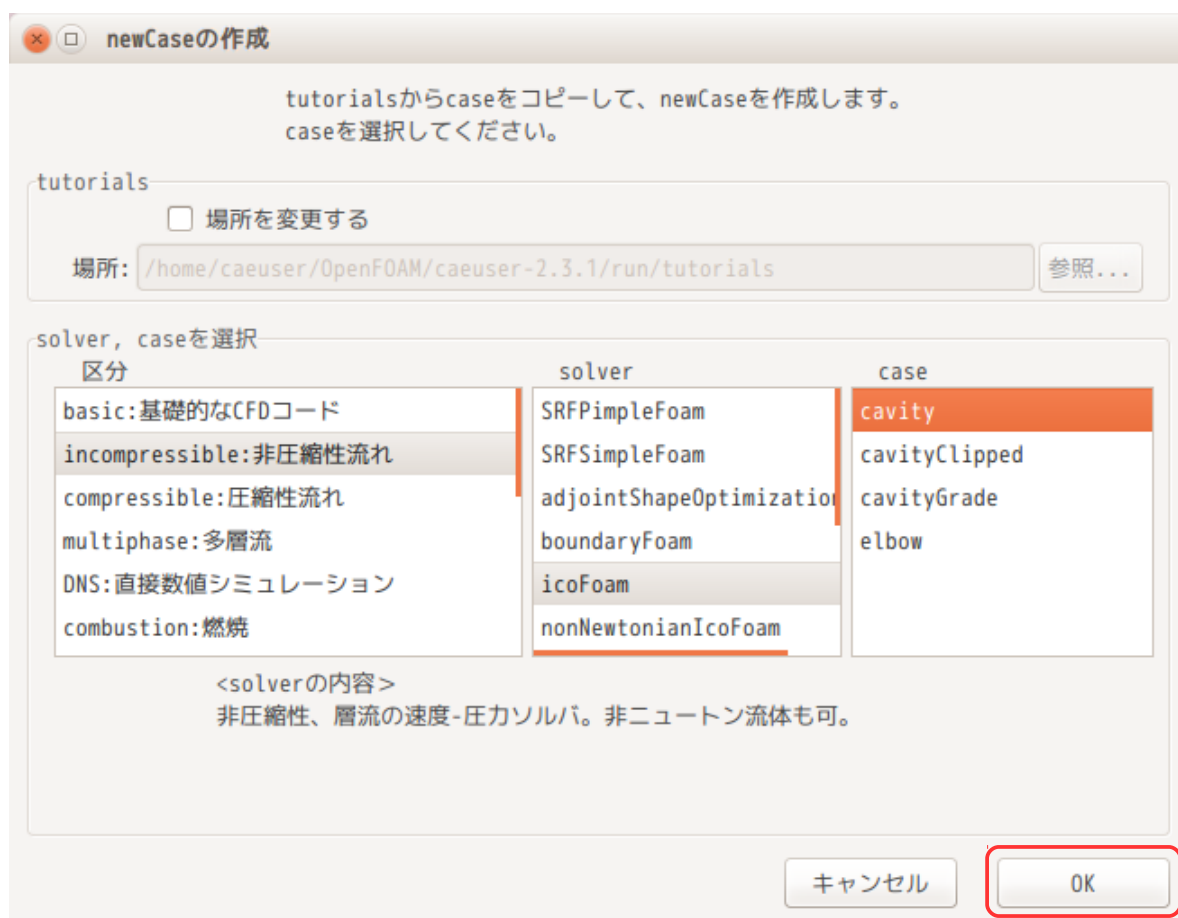 newCaseの作成
tutorialsからcaseをコピーして、newCaseを作成します。
caseを選択してください。
tutorials
場所を変更する
場所: /home/caeuser/OpenFOAM/caeuser-2.3.1/run/tutorials 参照...
solver, caseを選択
区分 solver case
basic:基礎的なCFDコード SRFPimpleFoam cavity
incompressible:非圧縮性流れ SRFSimpleFoam cavityClipped
compressible:圧縮性流れ adjointShapeOptimization cavityGrade
multiphase:多層流 boundaryFoam elbow
DNS:直接数値シミュレーション icoFoam
combustion:燃焼 nonNewtonianIcoFoam
<solverの内容>
非圧縮性、層流の速度-圧力ソルバ。非ニュートン流体も可。
キャンセル OK